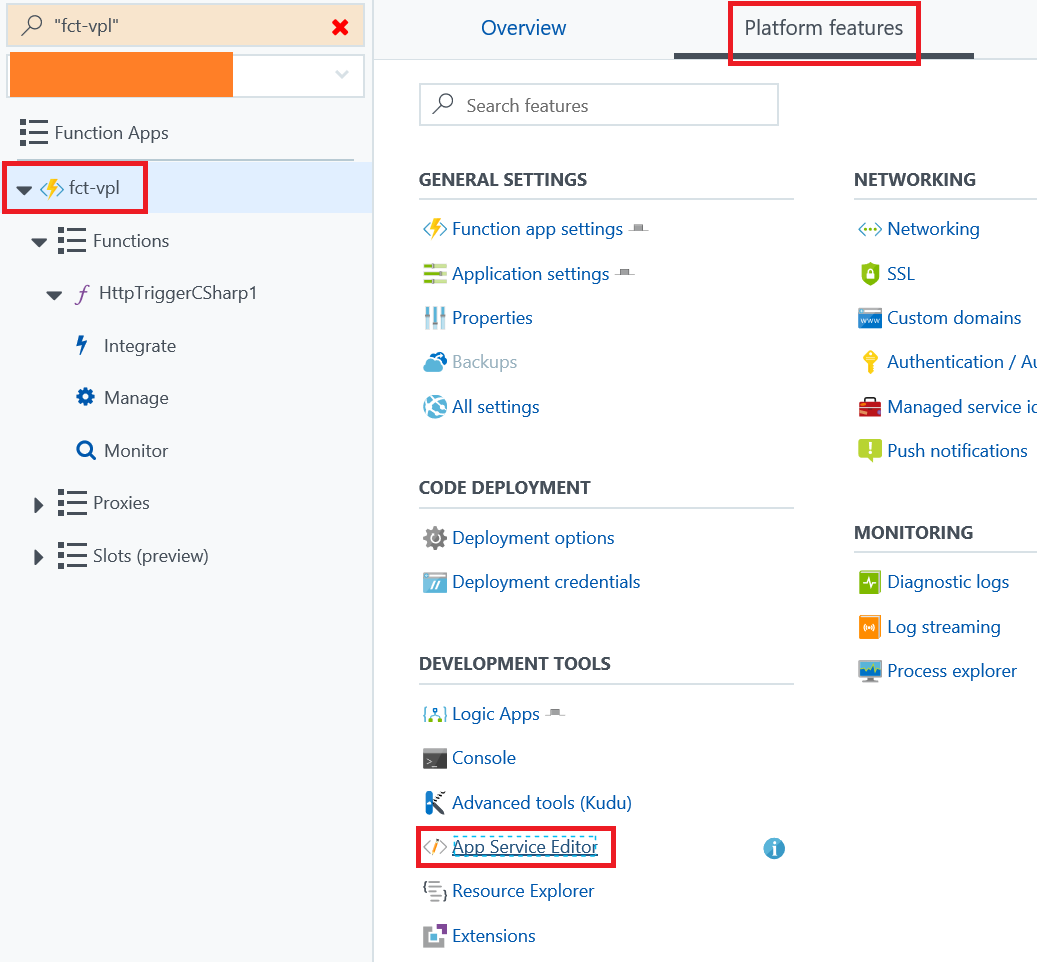 "fct-vpl"
Function Apps
fct-vpl
Functions
HttpTriggerCSharp1
Integrate
Manage
Monitor
Proxies
Slots (preview)
Overview
Platform features
Search features
GENERAL SETTINGS
Function app settings
Application settings
Properties
Backups
All settings
CODE DEPLOYMENT
Deployment options
Deployment credentials
DEVELOPMENT TOOLS
Logic Apps
Console
Advanced tools (Kudu)
App Service Editor
Resource Explorer
Extensions
NETWORKING
Networking
SSL
www
Custom domains
Authentication / Au
Managed service id
Push notifications
MONITORING
Diagnostic logs
Log streaming
Process explorer